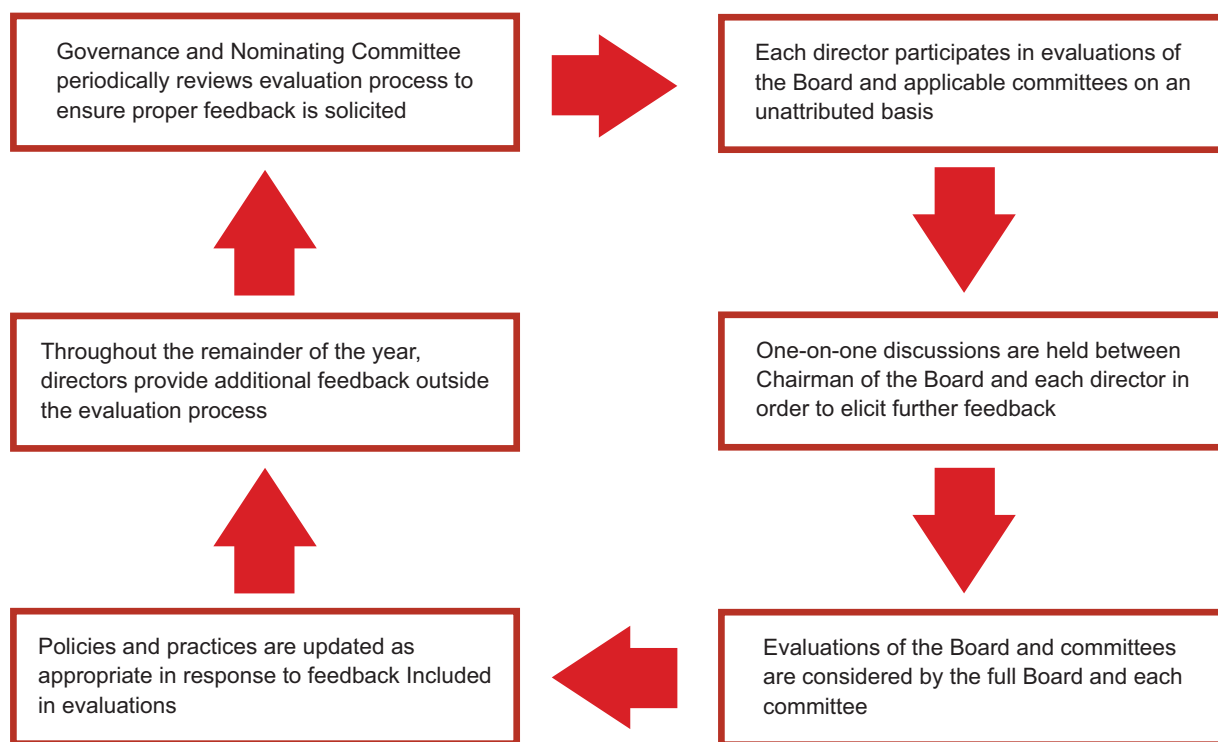 Governance and Nominating Committee
periodically reviews evaluation process to
ensure proper feedback is solicited
Each director participates in evaluations of
the Board and applicable committees on an
unattributed basis
One-on-one discussions are held between
Chairman of the Board and each director in
order to elicit further feedback
Evaluations of the Board and committees
are considered by the full Board and each
committee
Policies and practices are updated as
appropriate in response to feedback Included
in evaluations
Throughout the remainder of the year,
directors provide additional feedback outside
the evaluation process